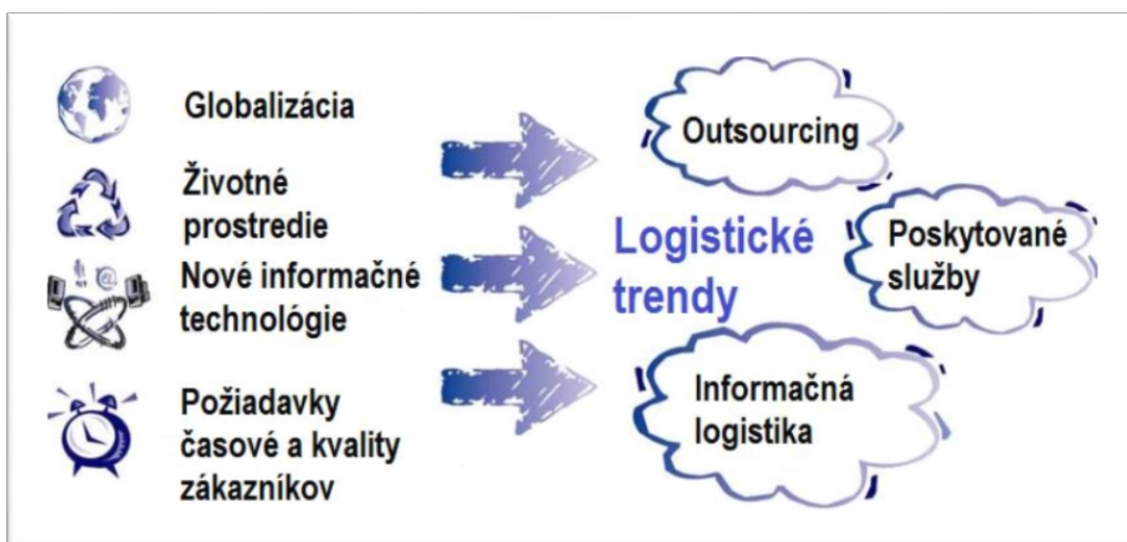 Globalizácia
Životné
prostredie
Nové informačné
technológie
Požiadavky
časové a kvality
zákazníkov
Logistické
trendy
Outsourcing
Poskytované
služby
Informačná
logistika